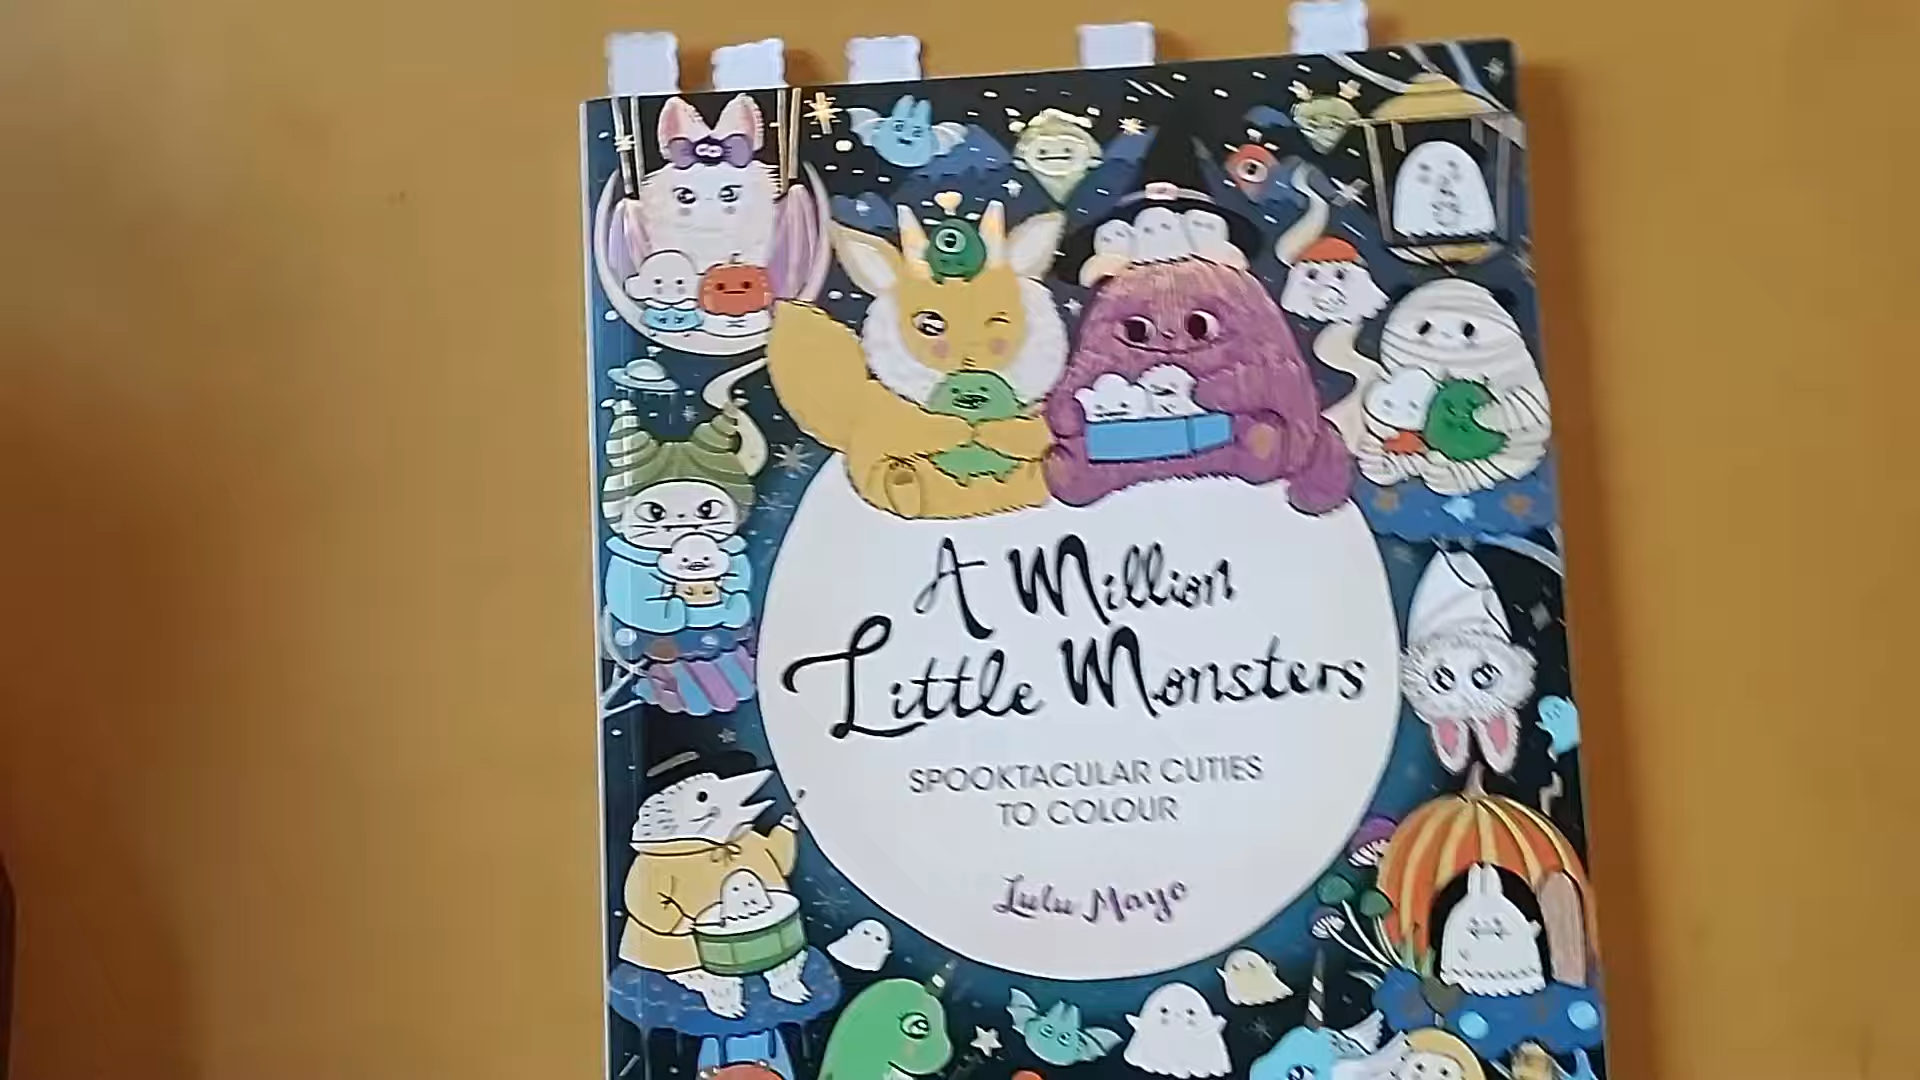 A Million
Little Monsters
SPOOKTACULAR CUTIES
TO COLOUR
Lulu Mayo